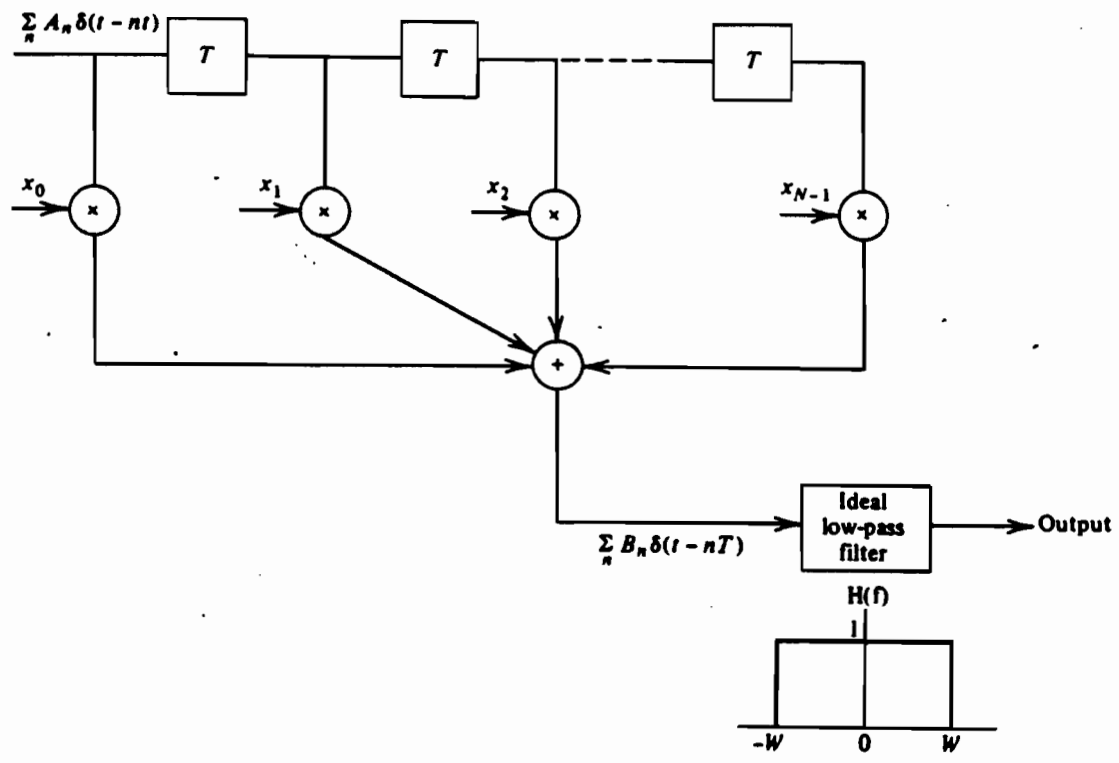 Σ_n A_n δ(t − nt)
T
T
T
x_0
×
x_1
×
x_2
×
x_{N−1}
×
+
Ideal
low-pass
filter
Output
Σ_n B_n δ(t − nT)
H(f)
1
-W
0
W